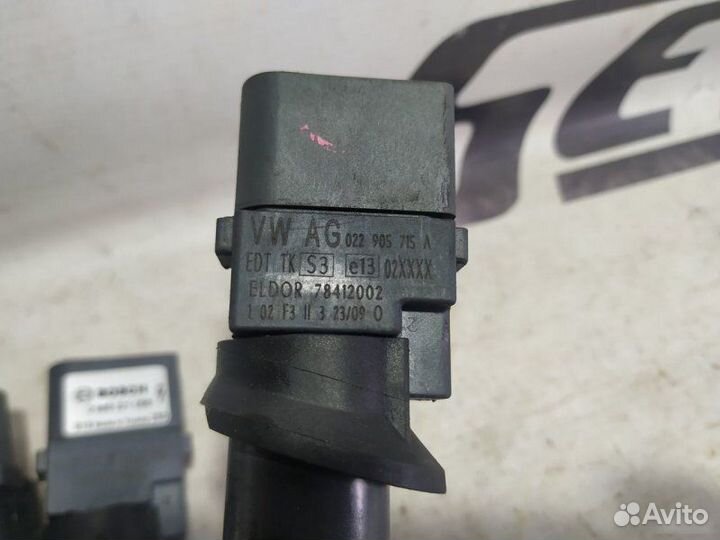 GE
VW AG 022 905 715 A
EDT TK S3 e13 02XXXX
ELDOR 78412002
1 02 F3 II 3 23/09 0
BOSCH
Avito